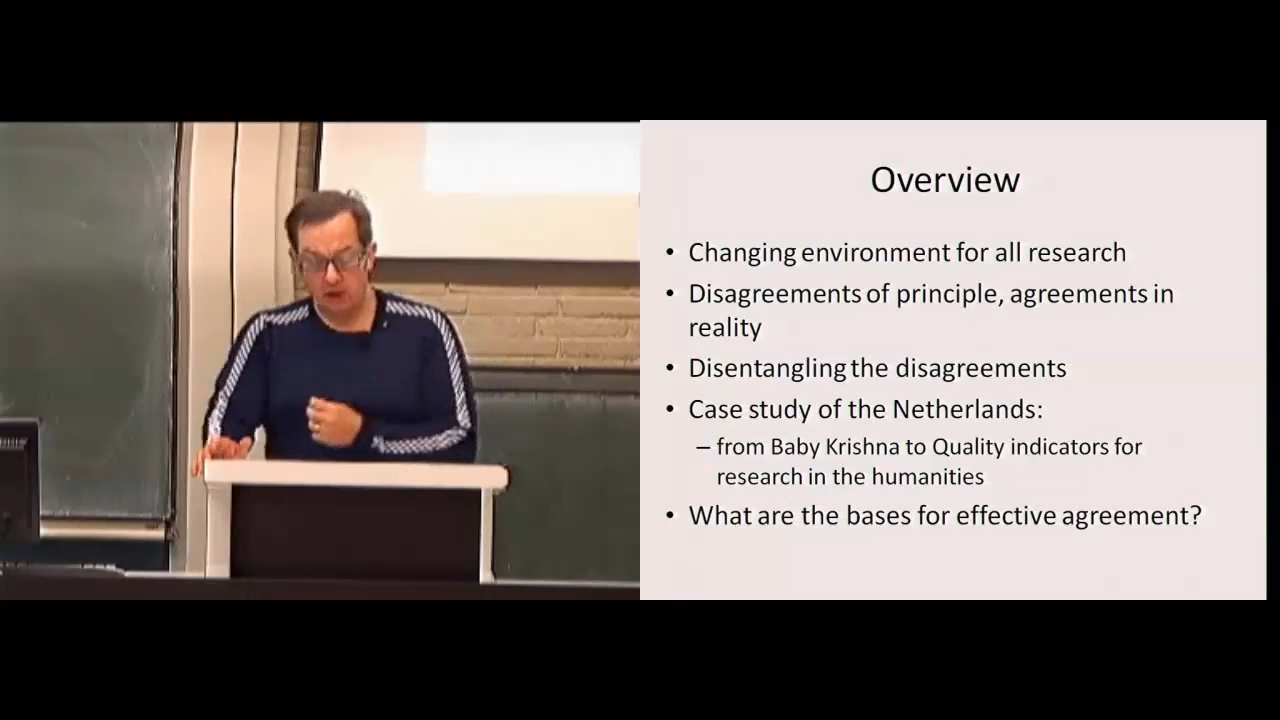 Overview
• Changing environment for all research
• Disagreements of principle, agreements in
reality
• Disentangling the disagreements
• Case study of the Netherlands:
– from Baby Krishna to Quality indicators for
research in the humanities
• What are the bases for effective agreement?